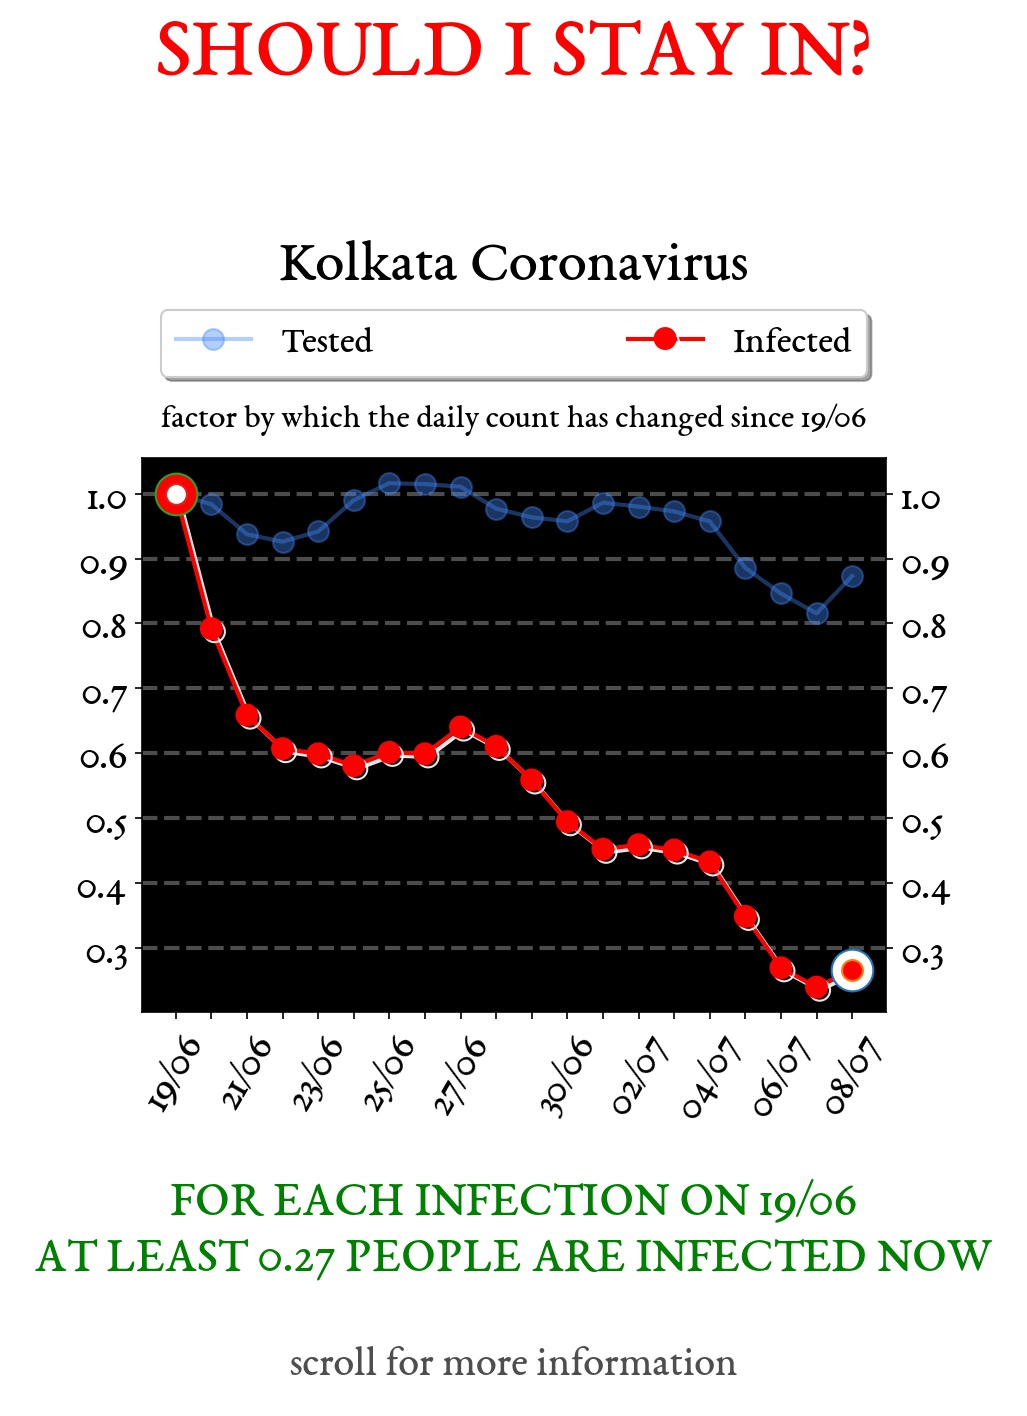 SHOULD I STAY IN?
Kolkata Coronavirus
Tested Infected
factor by which the daily count has changed since 19/06
1.0 1.0
0.9 0.9
0.8 0.8
0.7 0.7
0.6 0.6
0.5 0.5
0.4 0.4
0.3 0.3
19/06 21/06 23/06 25/06 27/06 30/06 02/07 04/07 06/07 08/07
FOR EACH INFECTION ON 19/06
AT LEAST 0.27 PEOPLE ARE INFECTED NOW
scroll for more information